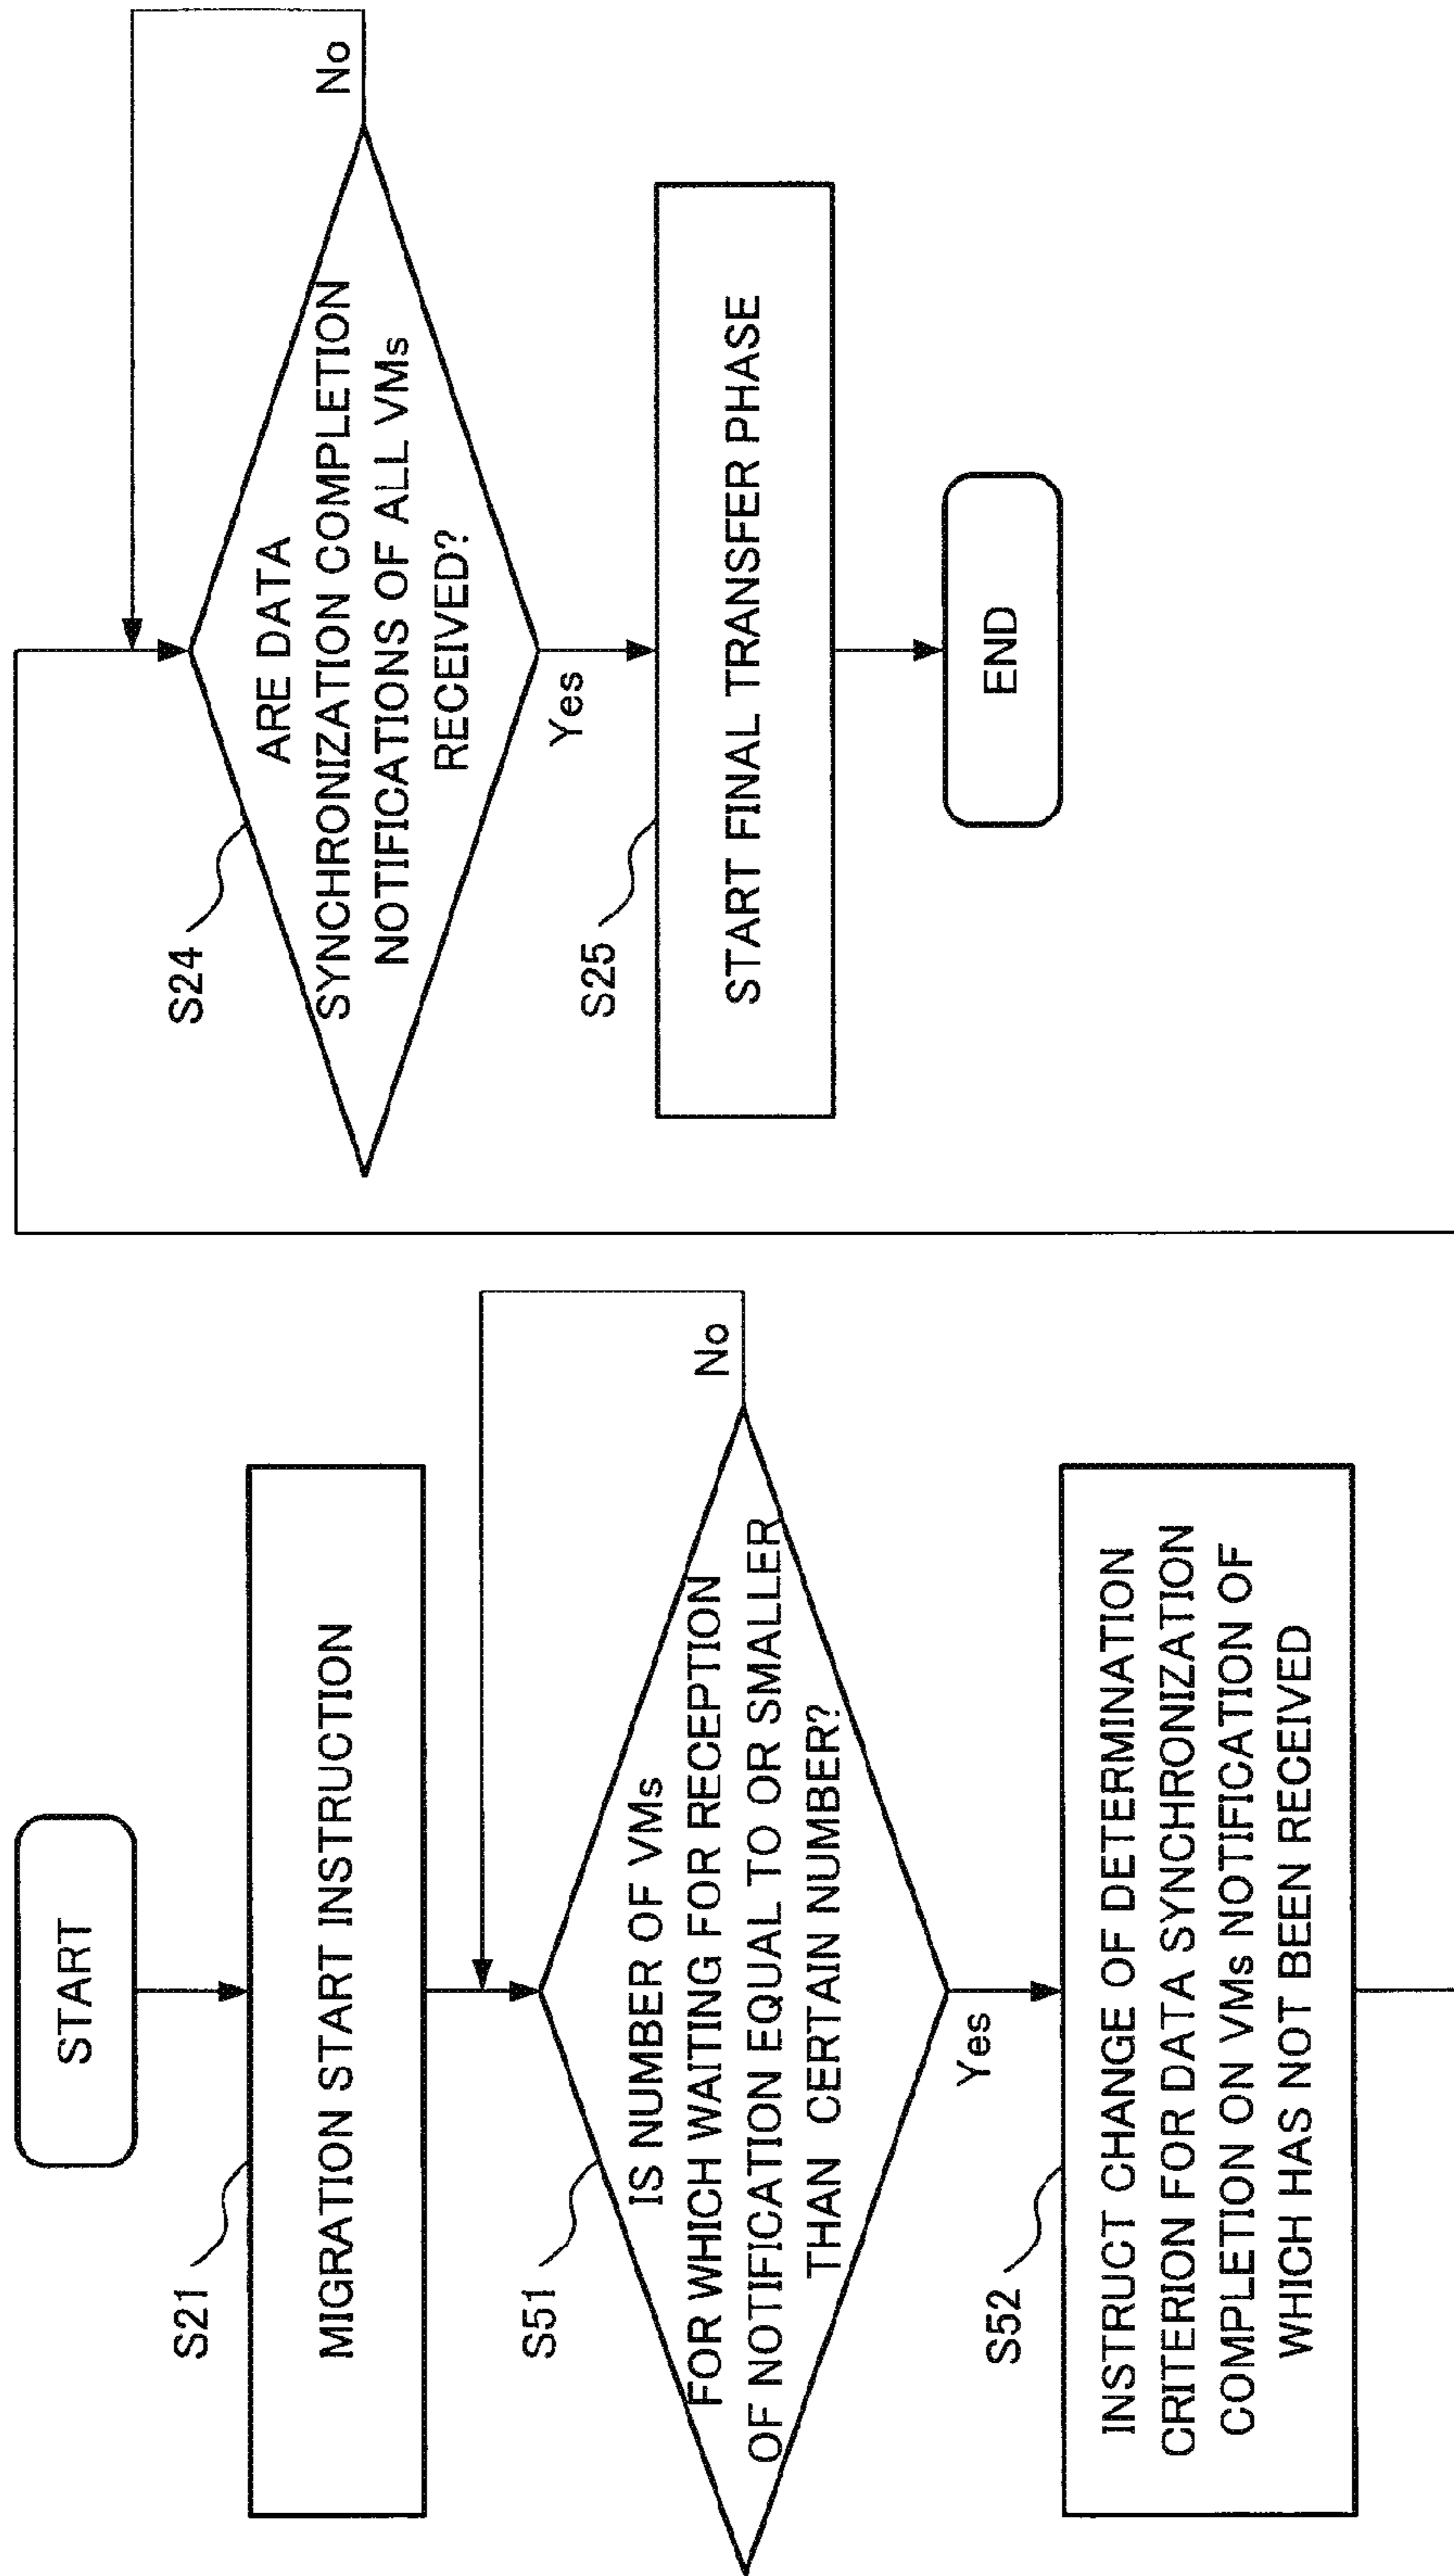 START
S21
MIGRATION START INSTRUCTION
S51
IS NUMBER OF VMs
FOR WHICH WAITING FOR RECEPTION
OF NOTIFICATION EQUAL TO OR SMALLER
THAN CERTAIN NUMBER?
No
Yes
S52
INSTRUCT CHANGE OF DETERMINATION
CRITERION FOR DATA SYNCHRONIZATION
COMPLETION ON VMs NOTIFICATION OF
WHICH HAS NOT BEEN RECEIVED
S24
ARE DATA
SYNCHRONIZATION COMPLETION
NOTIFICATIONS OF ALL VMs
RECEIVED?
No
Yes
S25
START FINAL TRANSFER PHASE
END